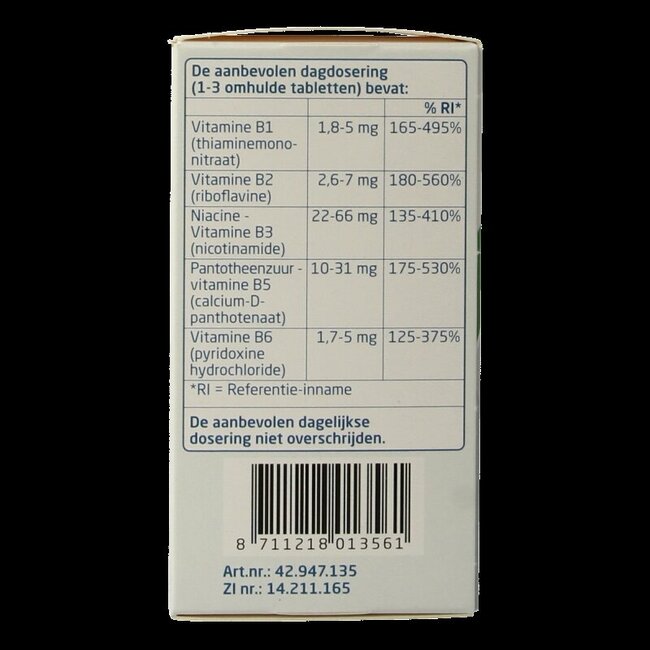 De aanbevolen dagdosering
(1-3 omhulde tabletten) bevat:
% RI*
Vitamine B1 1,8-5 mg 165-495%
(thiaminemono-
nitraat)
Vitamine B2 2,6-7 mg 180-560%
(riboflavine)
Niacine - 22-66 mg 135-410%
Vitamine B3
(nicotinamide)
Pantotheenzuur - 10-31 mg 175-530%
vitamine B5
(calcium-D-
panthotenaat)
Vitamine B6 1,7-5 mg 125-375%
(pyridoxine
hydrochloride)
*RI = Referentie-inname
De aanbevolen dagelijkse
dosering niet overschrijden.
8 711218 013561
Art.nr.: 42.947.135
ZI nr.: 14.211.165